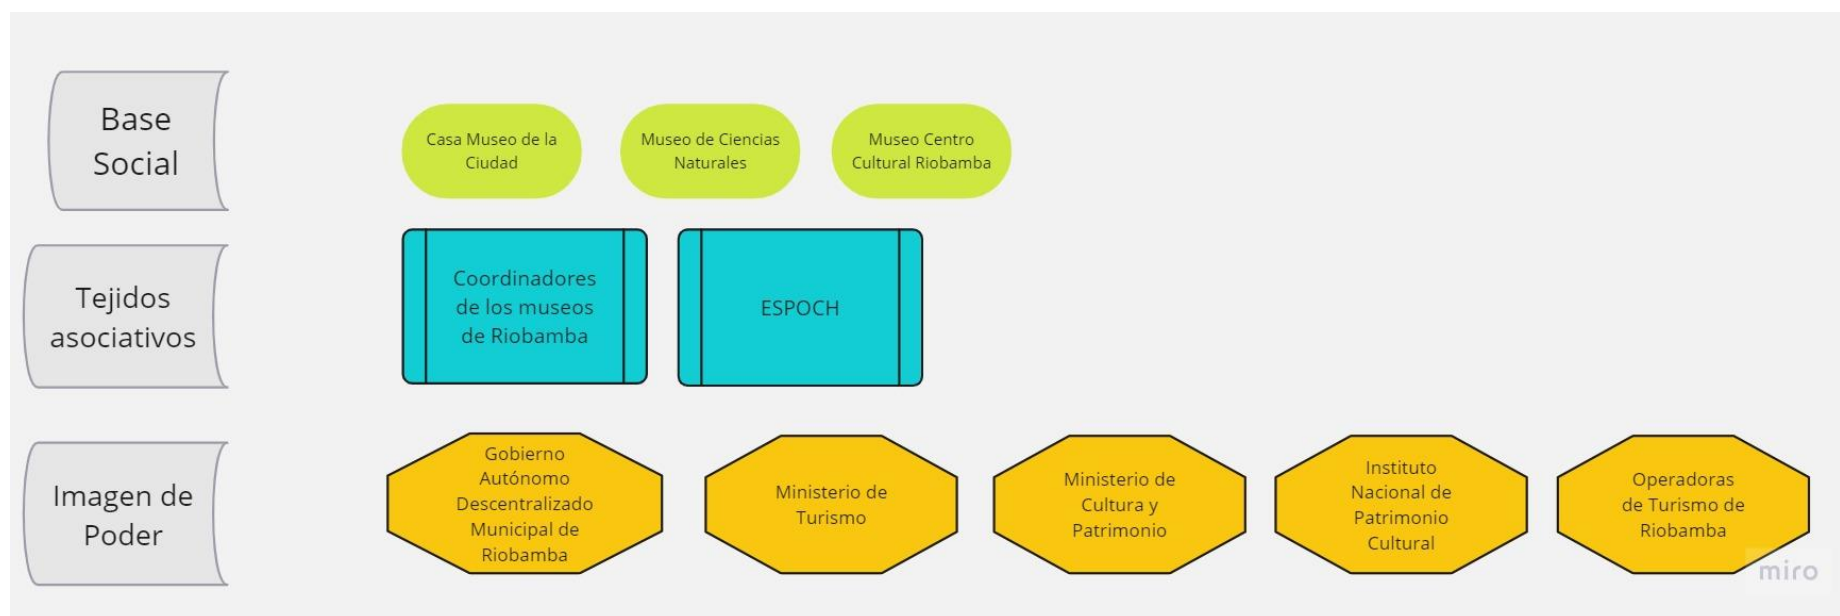 Base
Social
Casa Museo de la
Ciudad
Museo de Ciencias
Naturales
Museo Centro
Cultural Riobamba
Tejidos
asociativos
Coordinadores
de los museos
de Riobamba
ESPOCH
Imagen de
Poder
Gobierno
Autónomo
Descentralizado
Municipal de
Riobamba
Ministerio de
Turismo
Ministerio de
Cultura y
Patrimonio
Instituto
Nacional de
Patrimonio
Cultural
Operadoras
de Turismo de
Riobamba
miro